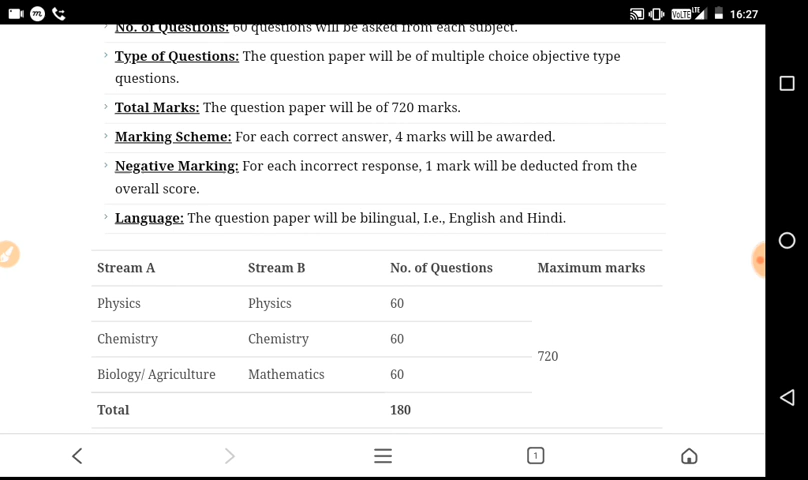 16:27
No. of Questions: 60 questions will be asked from each subject.
Type of Questions: The question paper will be of multiple choice objective type
questions.
Total Marks: The question paper will be of 720 marks.
Marking Scheme: For each correct answer, 4 marks will be awarded.
Negative Marking: For each incorrect response, 1 mark will be deducted from the
overall score.
Language: The question paper will be bilingual, I.e., English and Hindi.
Stream A Stream B No. of Questions Maximum marks
Physics Physics 60
Chemistry Chemistry 60
720
Biology/ Agriculture Mathematics 60
Total 180
1